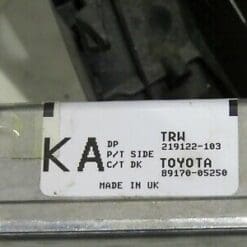 KA
DP TRW
P/T SIDE 219122-103
C/T DK TOYOTA
89170-05250
MADE IN UK